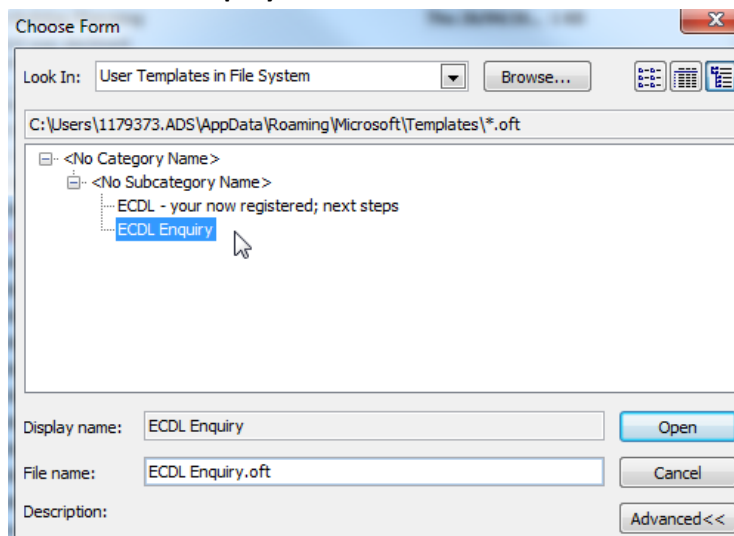 Choose Form
Look In: User Templates in File System Browse...
C:\Users\1179373.ADS\AppData\Roaming\Microsoft\Templates\*.oft
<No Category Name>
<No Subcategory Name>
ECDL - your now registered; next steps
ECDL Enquiry
Display name: ECDL Enquiry Open
File name: ECDL Enquiry.oft Cancel
Description: Advanced<<